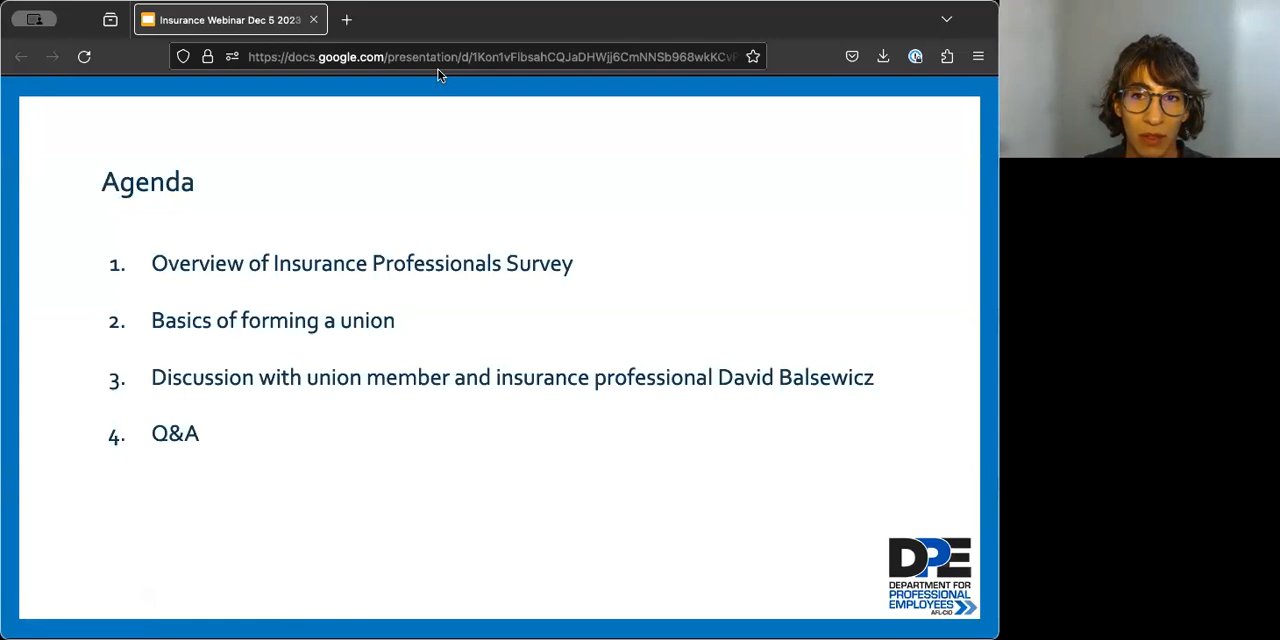 Insurance Webinar Dec 5 2023
https://docs.google.com/presentation/d/1Kon1vFlbsahCQJaDHWjj6CmNNSb968wkKCvP
Agenda
1. Overview of Insurance Professionals Survey
2. Basics of forming a union
3. Discussion with union member and insurance professional David Balsewicz
4. Q&A
DPE
DEPARTMENT FOR
PROFESSIONAL
EMPLOYEES
AFL-CIO